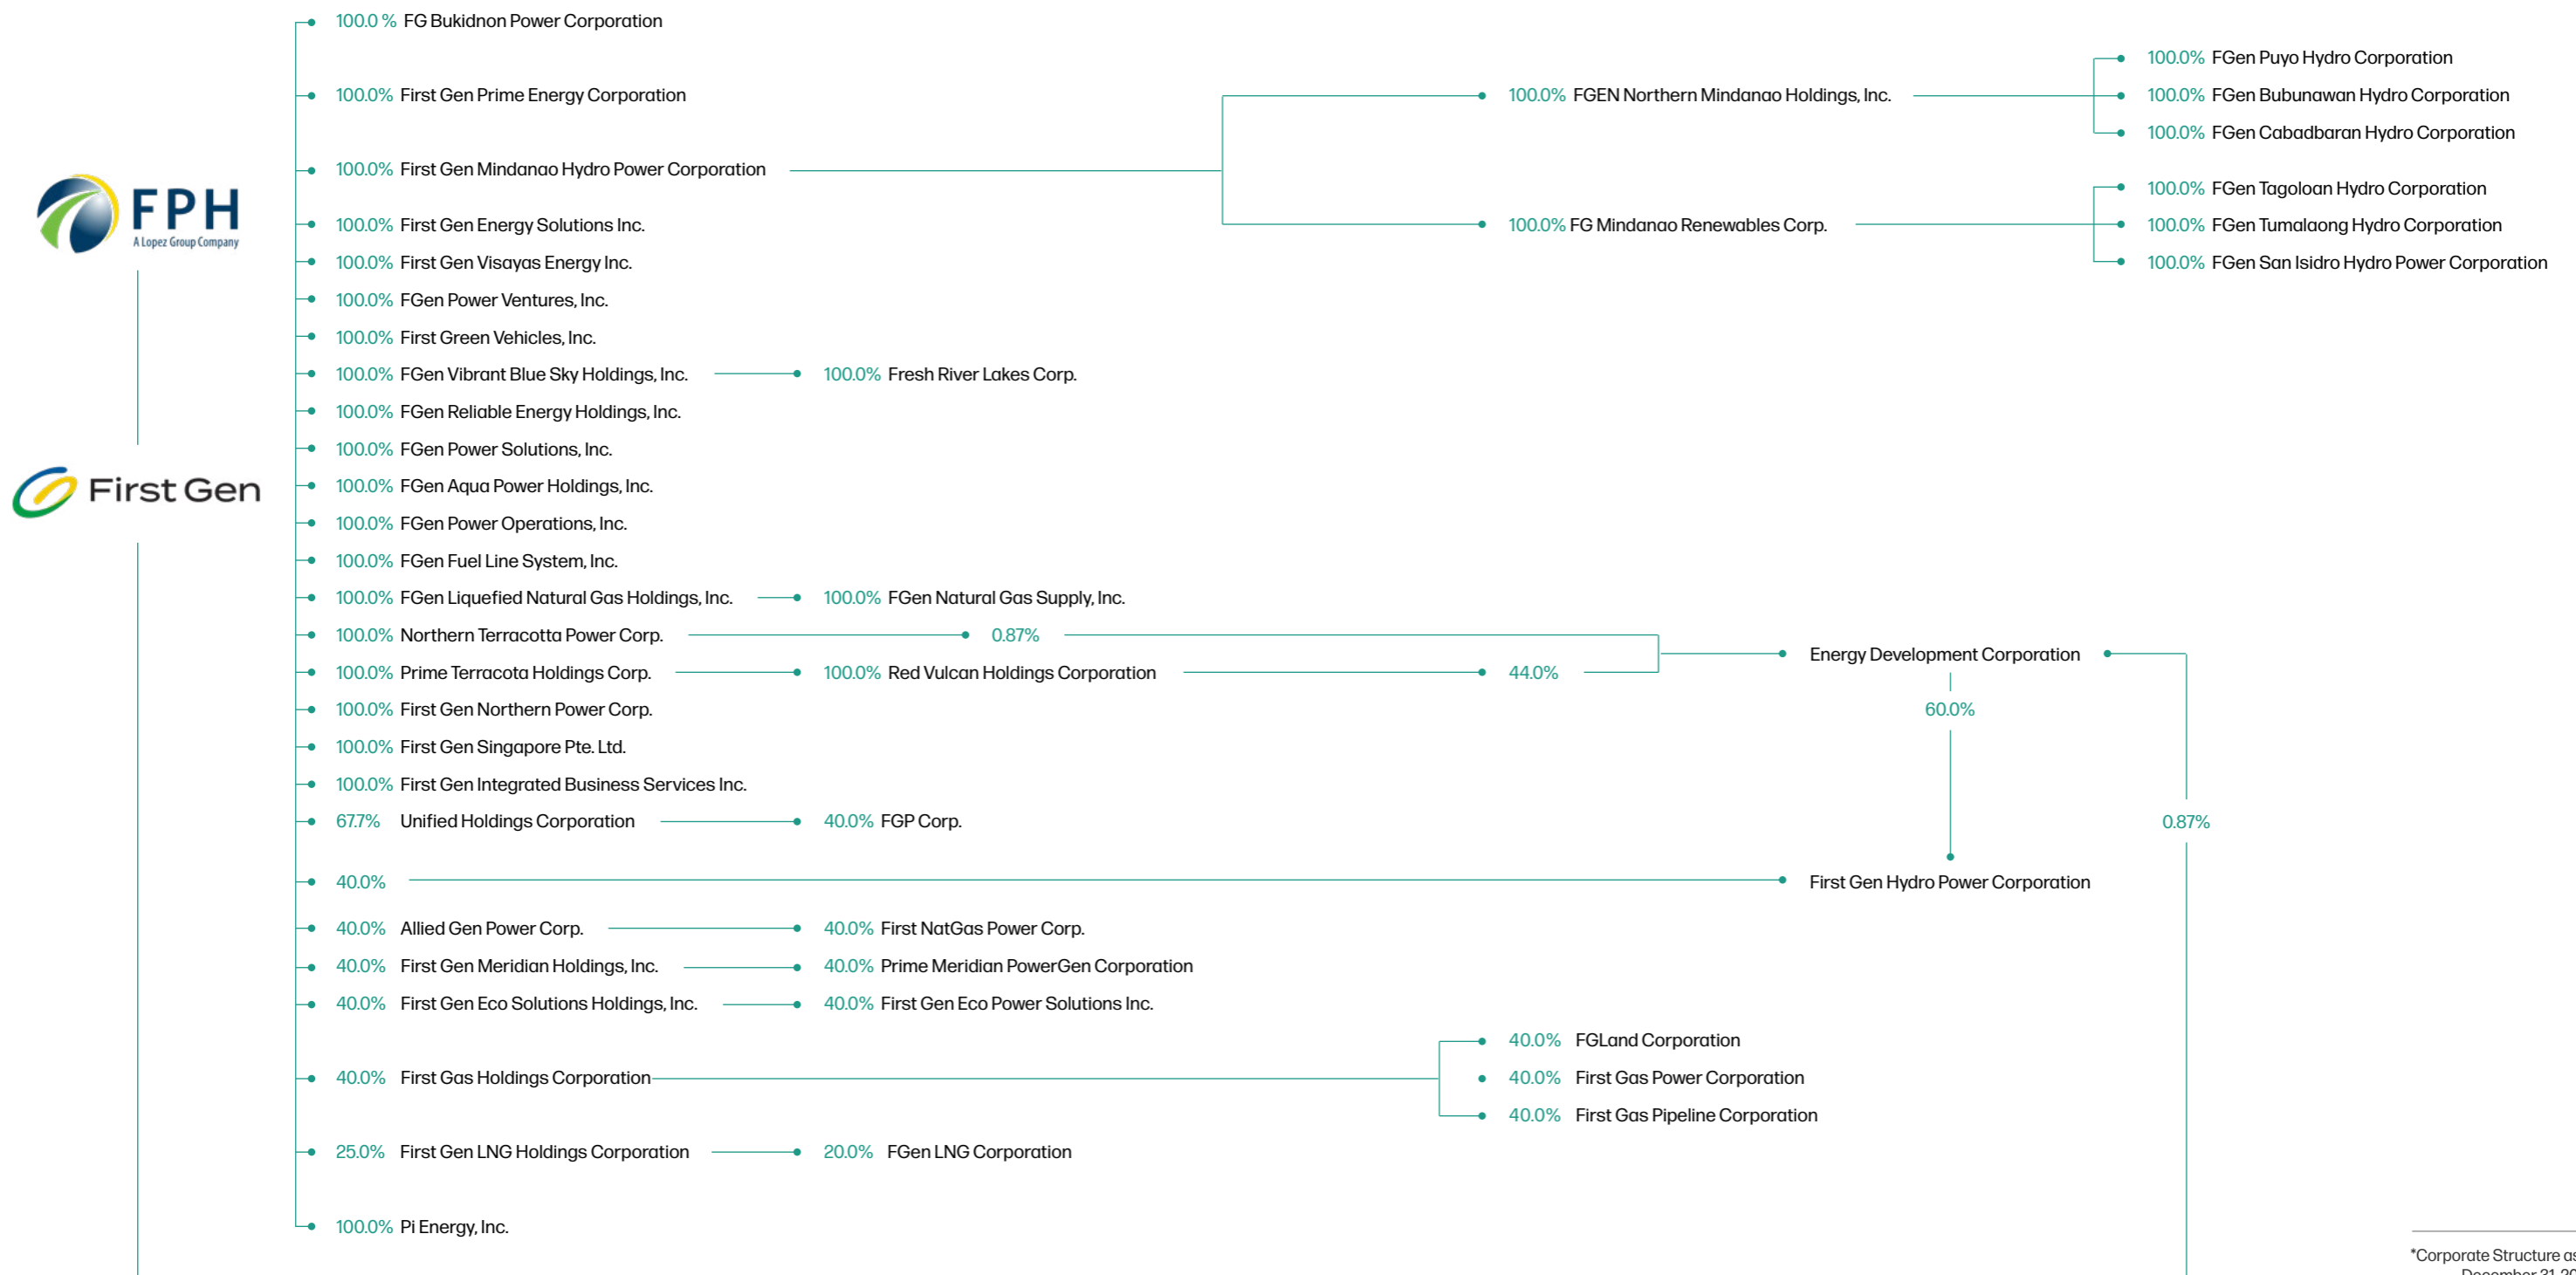 FPH
A Lopez Group Company
First Gen
100.0 % FG Bukidnon Power Corporation
100.0% First Gen Prime Energy Corporation
100.0% First Gen Mindanao Hydro Power Corporation
100.0% FGEN Northern Mindanao Holdings, Inc.
100.0% FGen Puyo Hydro Corporation
100.0% FGen Bubunawan Hydro Corporation
100.0% FGen Cabadbaran Hydro Corporation
100.0% FG Mindanao Renewables Corp.
100.0% FGen Tagoloan Hydro Corporation
100.0% FGen Tumalaong Hydro Corporation
100.0% FGen San Isidro Hydro Power Corporation
100.0% First Gen Energy Solutions Inc.
100.0% First Gen Visayas Energy Inc.
100.0% FGen Power Ventures, Inc.
100.0% First Green Vehicles, Inc.
100.0% FGen Vibrant Blue Sky Holdings, Inc.
100.0% Fresh River Lakes Corp.
100.0% FGen Reliable Energy Holdings, Inc.
100.0% FGen Power Solutions, Inc.
100.0% FGen Aqua Power Holdings, Inc.
100.0% FGen Power Operations, Inc.
100.0% FGen Fuel Line System, Inc.
100.0% FGen Liquefied Natural Gas Holdings, Inc.
100.0% FGen Natural Gas Supply, Inc.
100.0% Northern Terracotta Power Corp.
0.87%
100.0% Prime Terracota Holdings Corp.
100.0% Red Vulcan Holdings Corporation
44.0%
Energy Development Corporation
60.0%
0.87%
100.0% First Gen Northern Power Corp.
100.0% First Gen Singapore Pte. Ltd.
100.0% First Gen Integrated Business Services Inc.
67.7% Unified Holdings Corporation
40.0% FGP Corp.
40.0%
First Gen Hydro Power Corporation
40.0% Allied Gen Power Corp.
40.0% First NatGas Power Corp.
40.0% First Gen Meridian Holdings, Inc.
40.0% Prime Meridian PowerGen Corporation
40.0% First Gen Eco Solutions Holdings, Inc.
40.0% First Gen Eco Power Solutions Inc.
40.0% First Gas Holdings Corporation
40.0% FGLand Corporation
40.0% First Gas Power Corporation
40.0% First Gas Pipeline Corporation
25.0% First Gen LNG Holdings Corporation
20.0% FGen LNG Corporation
100.0% Pi Energy, Inc.
*Corporate Structure as
December 31, 20